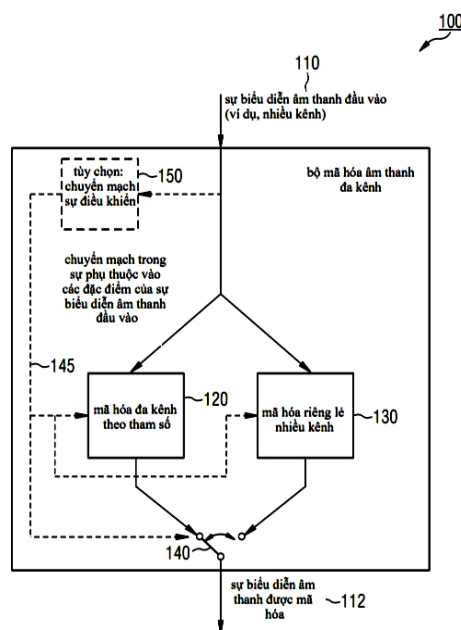 100
110
sự biểu diễn âm thanh đầu vào
(ví dụ, nhiều kênh)
tùy chọn:
chuyển mạch
sự điều khiển
150
bộ mã hóa âm thanh
đa kênh
chuyển mạch trong
sự phụ thuộc vào
các đặc điểm của sự
biểu diễn âm thanh
đầu vào
145
mã hóa đa kênh
theo tham số
120
mã hóa riêng lẻ
nhiều kênh
130
140
sự biểu diễn âm
thanh được mã
hóa
112